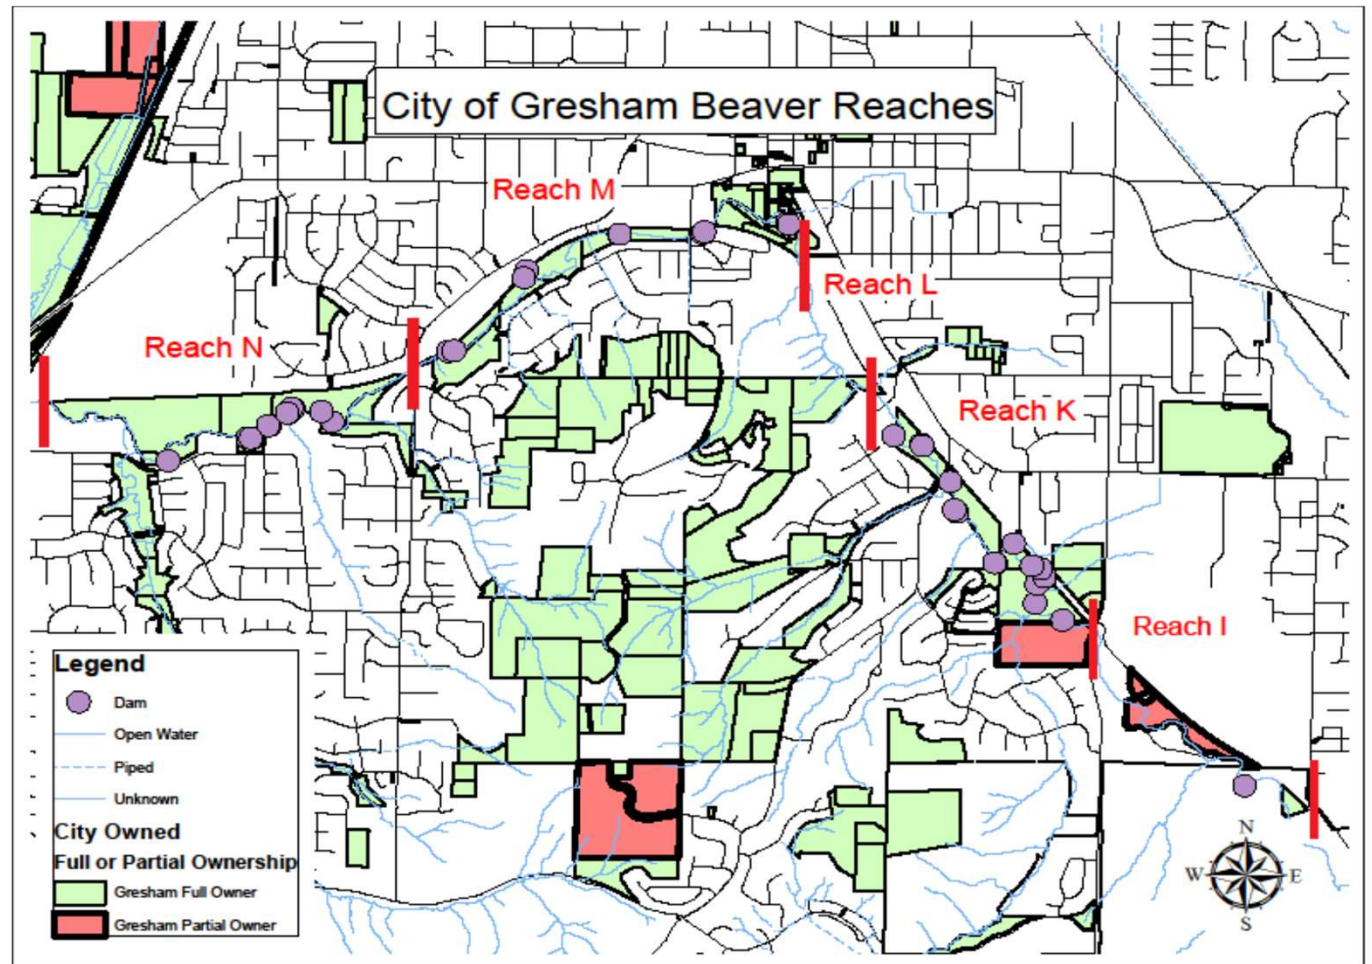 City of Gresham Beaver Reaches
Reach M
Reach L
Reach N
Reach K
Reach I
Legend
Dam
Open Water
Piped
Unknown
City Owned
Full or Partial Ownership
Gresham Full Owner
Gresham Partial Owner
N
W E
S